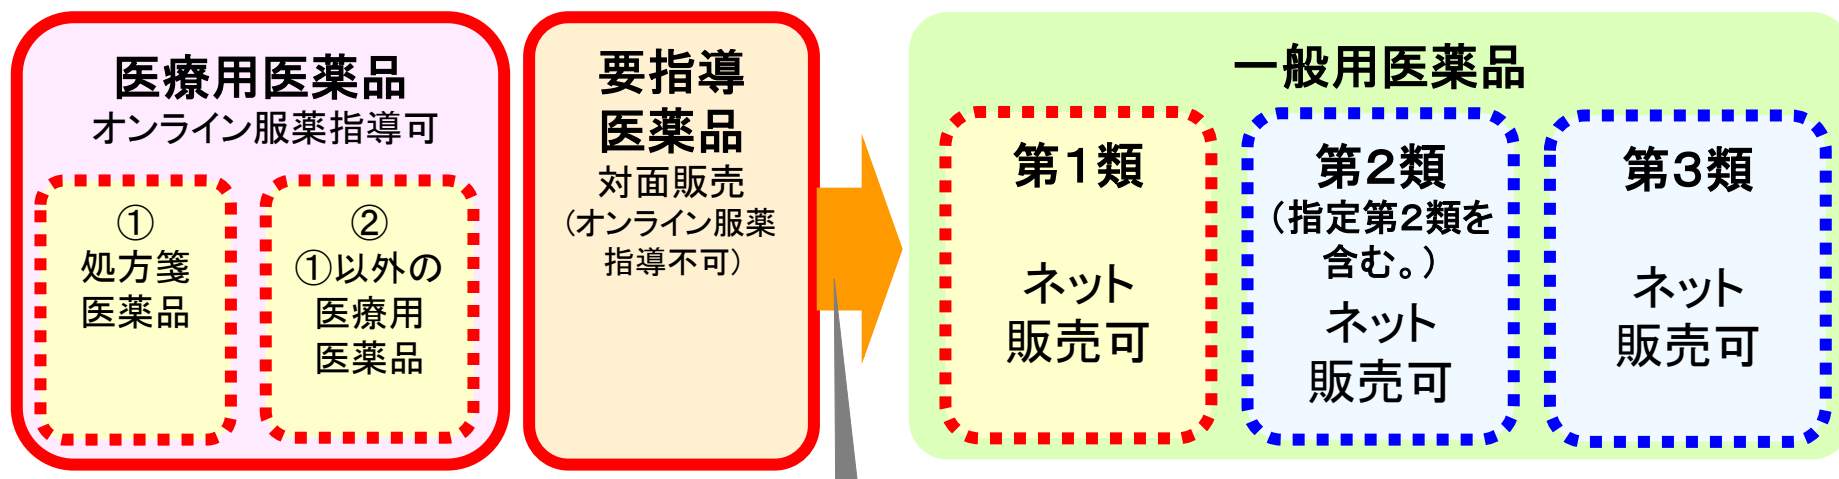 医療用医薬品
オンライン服薬指導可
①
処方箋
医薬品
②
①以外の
医療用
医薬品
要指導
医薬品
対面販売
(オンライン服薬
指導不可)
一般用医薬品
第1類
ネット
販売可
第2類
(指定第2類を
含む。)
ネット
販売可
第3類
ネット
販売可